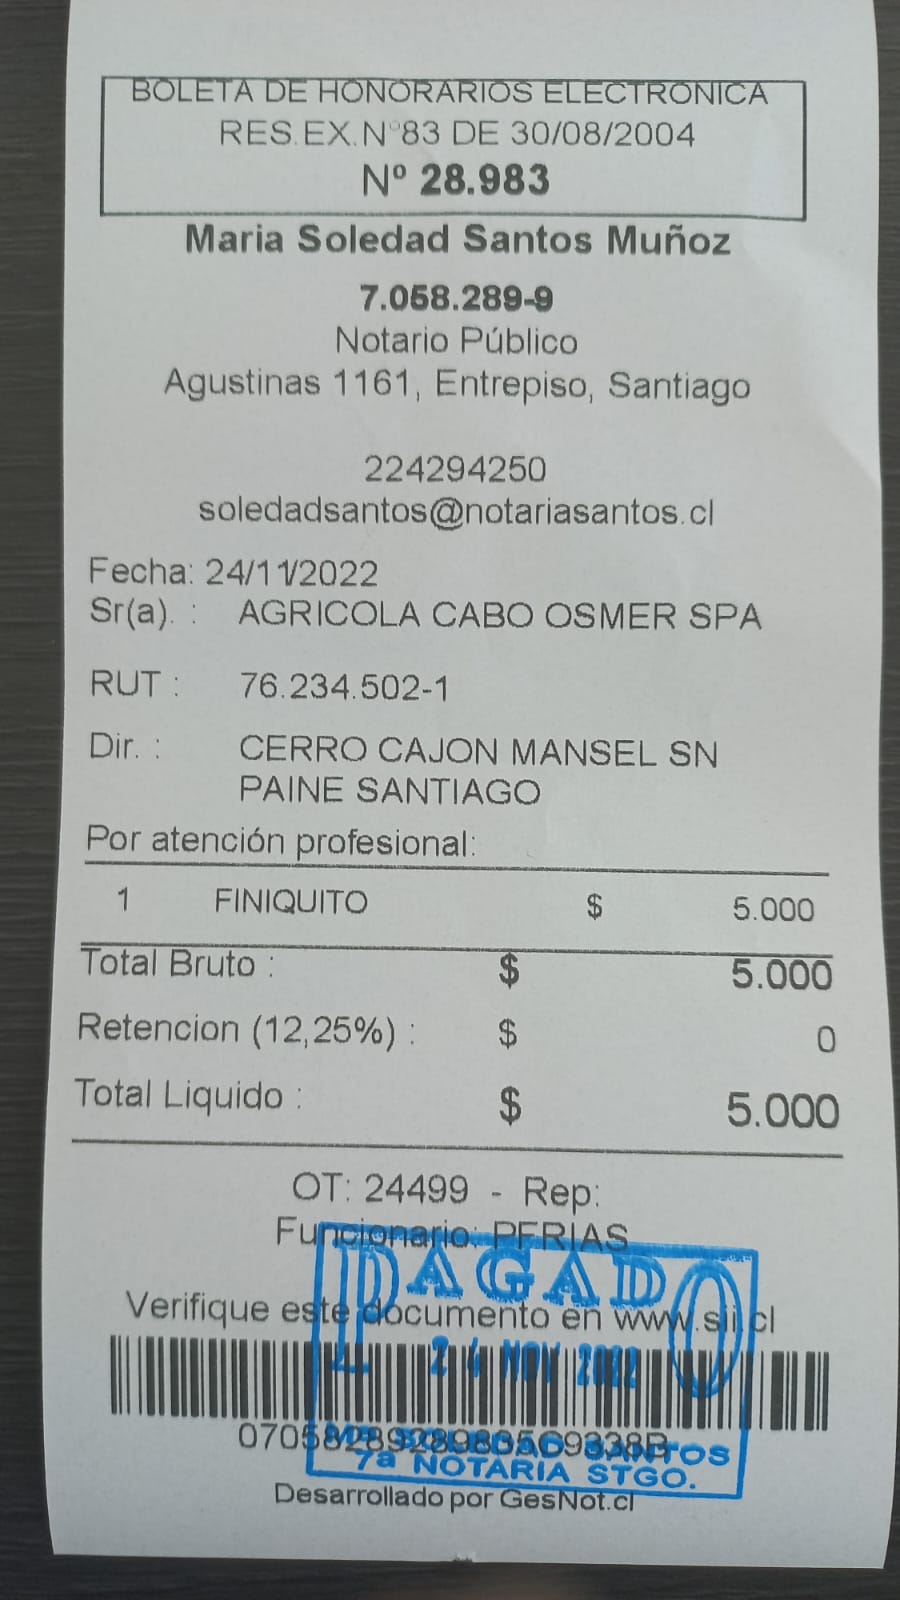 BOLETA DE HONORARIOS ELECTRONICA
RES.EX.Nº83 DE 30/08/2004
Nº 28.983
Maria Soledad Santos Muñoz
7.058.289-9
Notario Público
Agustinas 1161, Entrepiso, Santiago
224294250
soledadsantos@notariasantos.cl
Fecha: 24/11/2022
Sr(a). : AGRICOLA CABO OSMER SPA
RUT : 76.234.502-1
Dir. : CERRO CAJON MANSEL SN
PAINE SANTIAGO
Por atención profesional:
1 FINIQUITO $ 5.000
Total Bruto : $ 5.000
Retencion (12,25%) : $ 0
Total Liquido : $ 5.000
OT: 24499 - Rep:
Funcionario: PFRIAS
PAGADO
Verifique este documento en www.sii.cl
24 NOV 2022
SANTOS
7a NOTARIA STGO.
Desarrollado por GesNot.cl